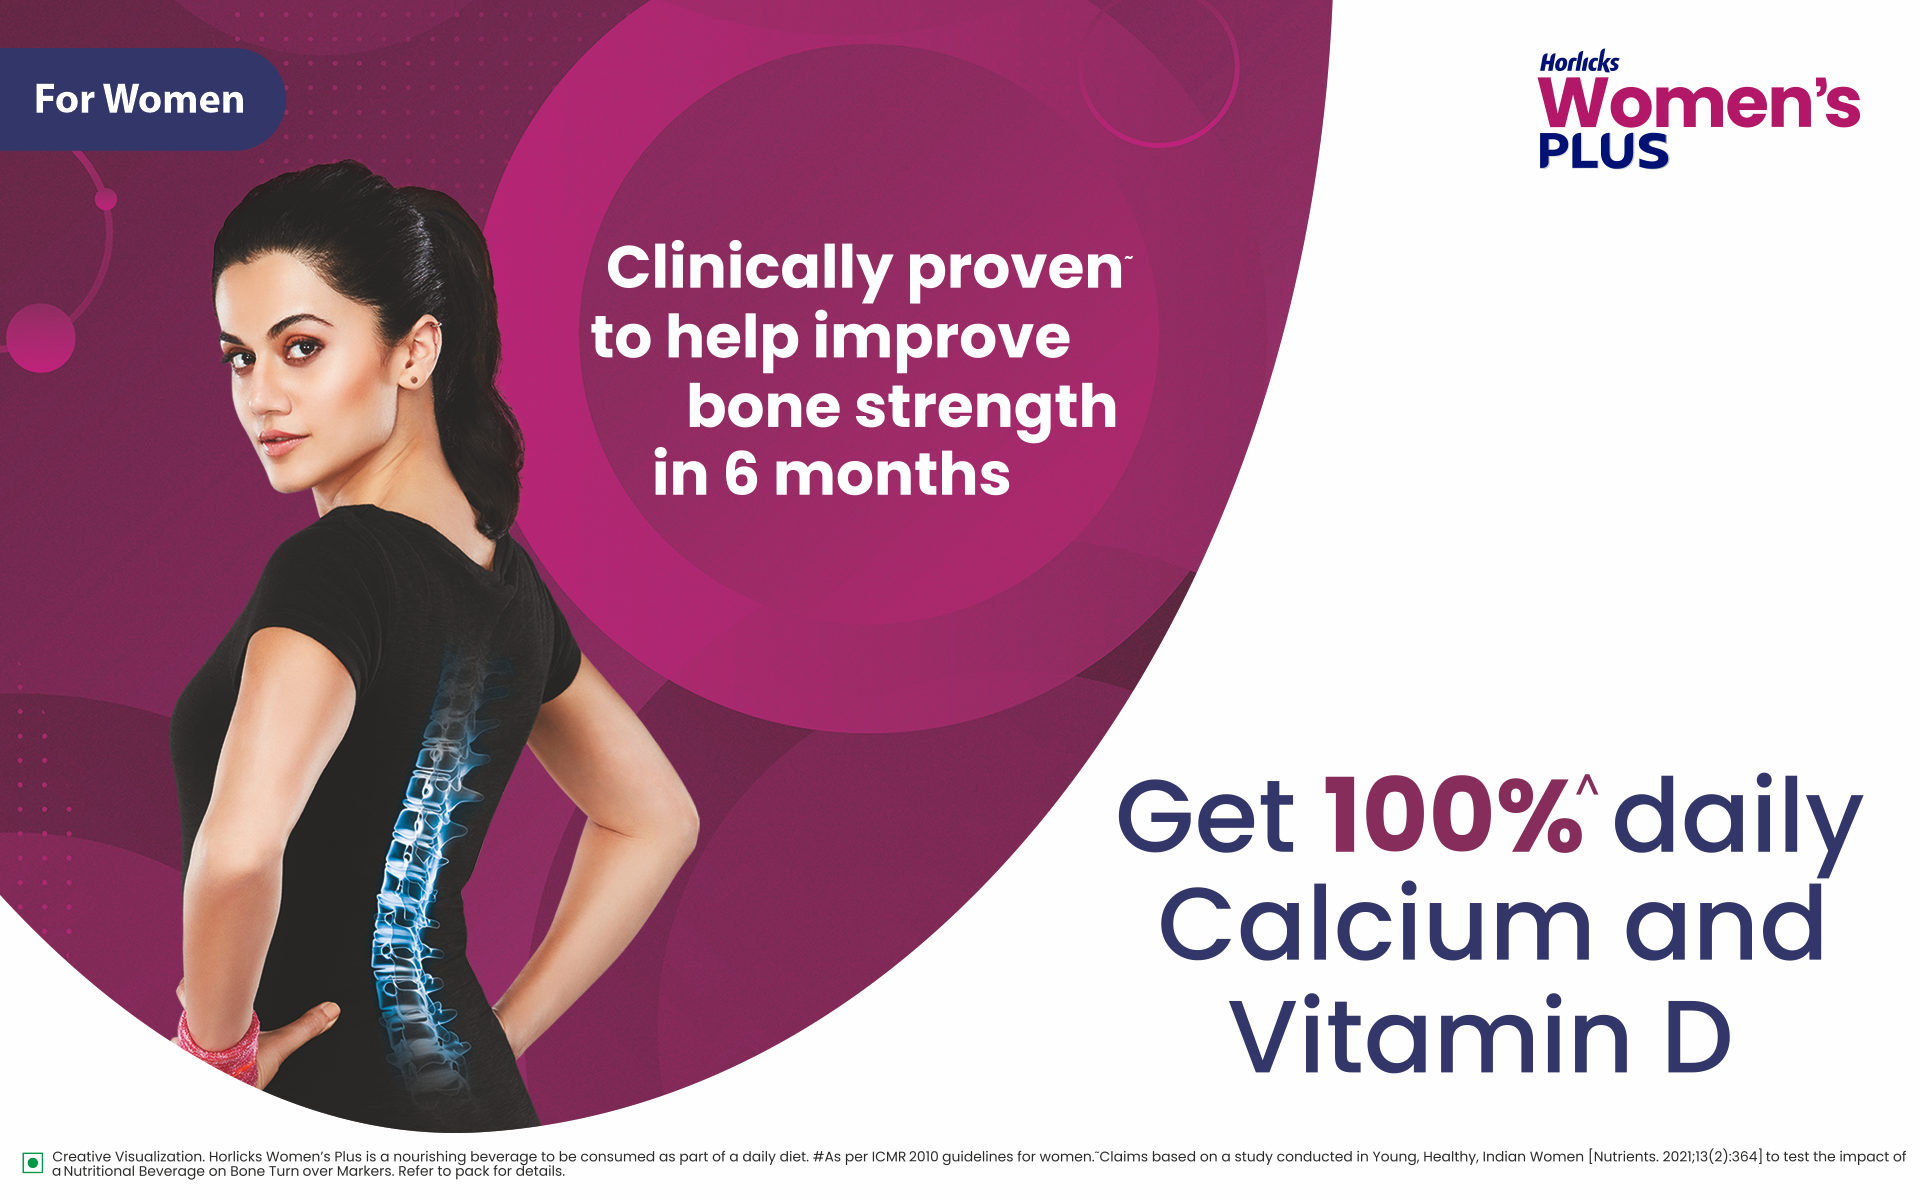 For Women
Horlicks
Women's
PLUS
Clinically proven˜
to help improve
bone strength
in 6 months
Get 100%^ daily
Calcium and
Vitamin D
Creative Visualization. Horlicks Women's Plus is a nourishing beverage to be consumed as part of a daily diet. #As per ICMR 2010 guidelines for women.˜Claims based on a study conducted in Young, Healthy, Indian Women [Nutrients. 2021;13(2):364] to test the impact of
a Nutritional Beverage on Bone Turn over Markers. Refer to pack for details.